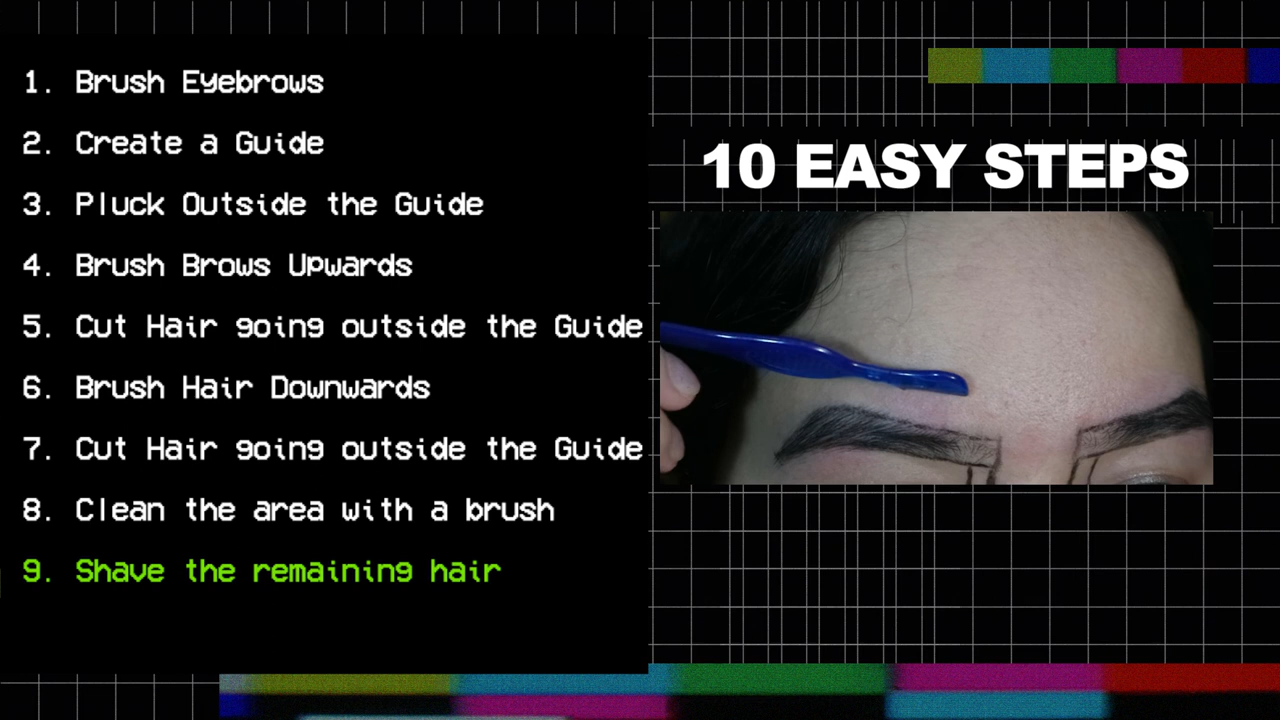 1. Brush Eyebrows
2. Create a Guide
3. Pluck Outside the Guide
4. Brush Brows Upwards
5. Cut Hair going outside the Guide
6. Brush Hair Downwards
7. Cut Hair going outside the Guide
8. Clean the area with a brush
9. Shave the remaining hair
10 EASY STEPS